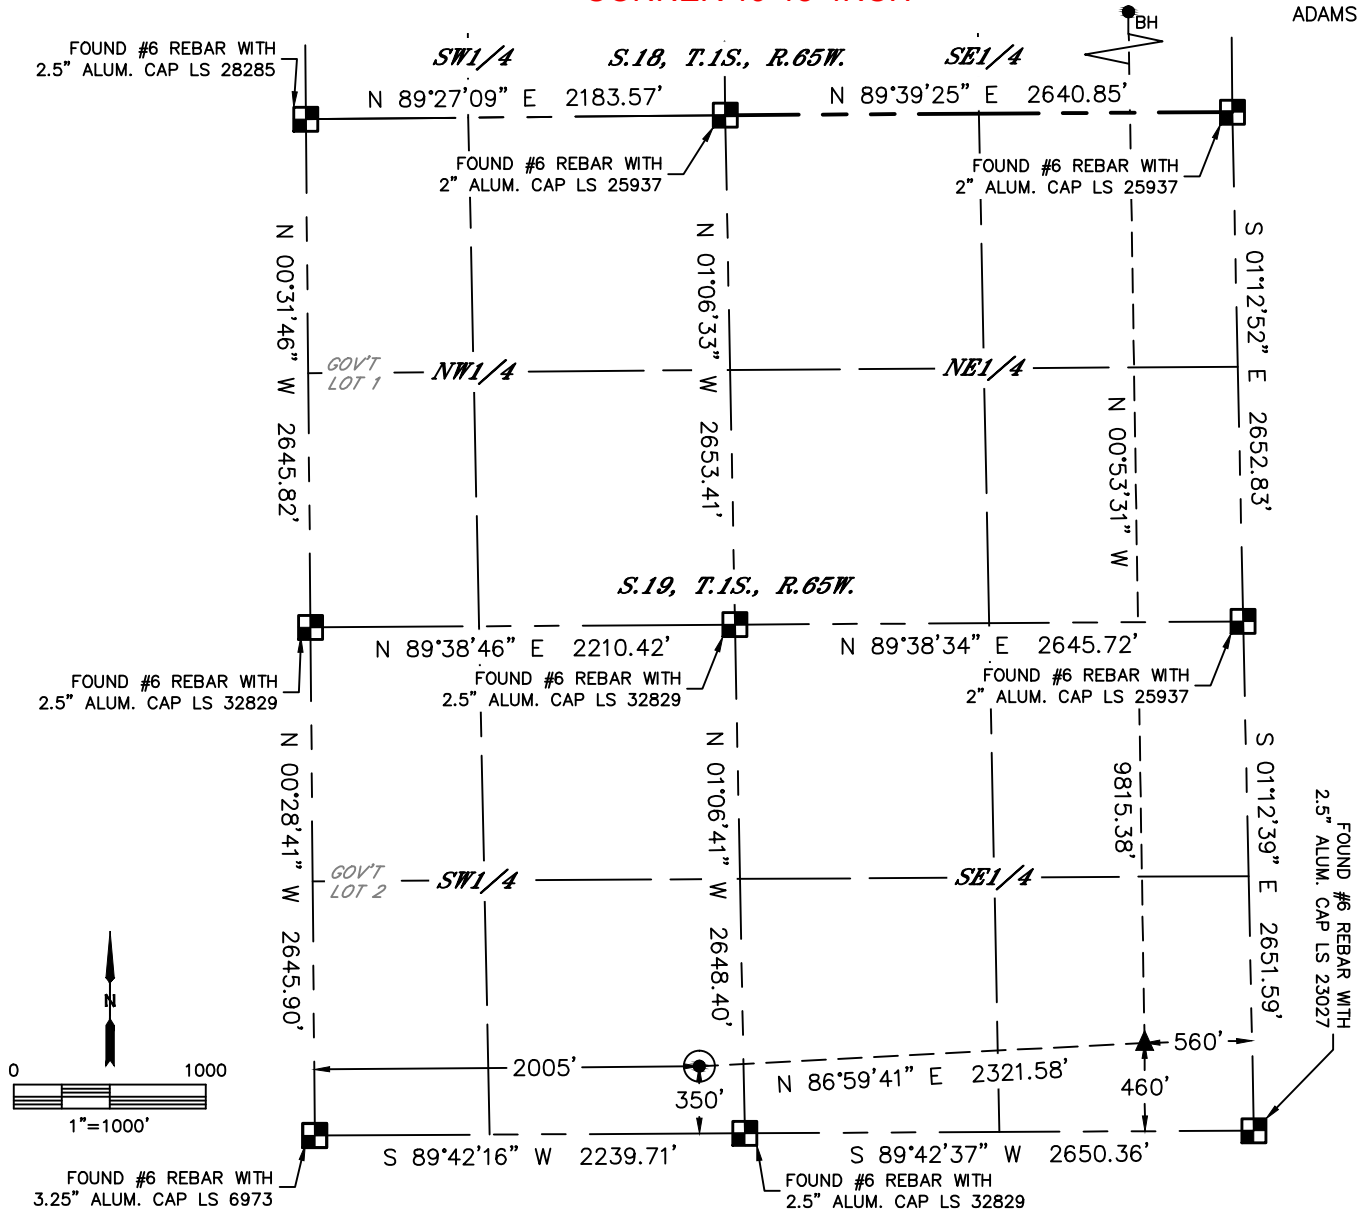 ADAMS
BH
FOUND #6 REBAR WITH
2.5" ALUM. CAP LS 28285
SW1/4
S.18, T.1S., R.65W.
SE1/4
N 89°27'09" E 2183.57'
N 89°39'25" E 2640.85'
FOUND #6 REBAR WITH
2" ALUM. CAP LS 25937
FOUND #6 REBAR WITH
2" ALUM. CAP LS 25937
N 00°31'46" W 2645.82'
N 01°06'33" W 2653.41'
S 01°12'52" E 2652.83'
GOV'T
LOT 1
NW1/4
NE1/4
N 00°53'31" W
9815.38'
S.19, T.1S., R.65W.
N 89°38'46" E 2210.42'
N 89°38'34" E 2645.72'
FOUND #6 REBAR WITH
2.5" ALUM. CAP LS 32829
FOUND #6 REBAR WITH
2.5" ALUM. CAP LS 32829
FOUND #6 REBAR WITH
2" ALUM. CAP LS 25937
N 00°28'41" W 2645.90'
N 01°06'41" W 2648.40'
S 01°12'39" E 2651.59'
FOUND #6 REBAR WITH
2.5" ALUM. CAP LS 23027
GOV'T
LOT 2
SW1/4
SE1/4
N
0 1000
1"=1000'
2005'
350'
N 86°59'41" E 2321.58'
560'
460'
S 89°42'16" W 2239.71'
S 89°42'37" W 2650.36'
FOUND #6 REBAR WITH
3.25" ALUM. CAP LS 6973
FOUND #6 REBAR WITH
2.5" ALUM. CAP LS 32829